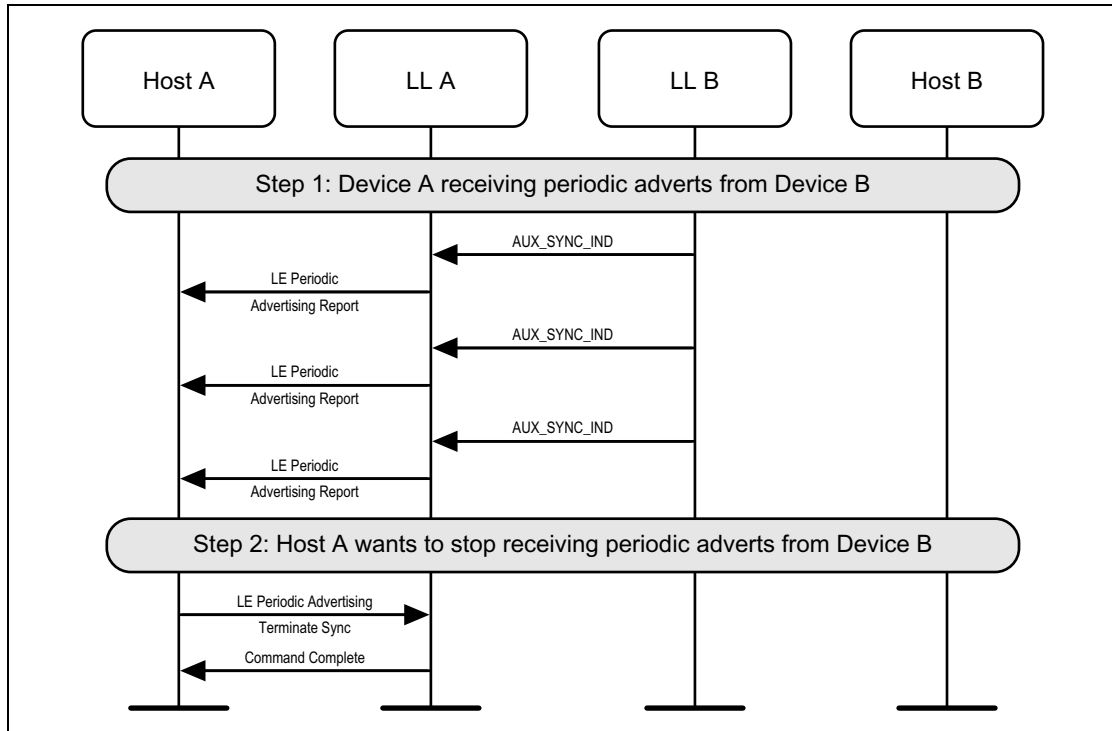 Host A
LL A
LL B
Host B
Step 1: Device A receiving periodic adverts from Device B
AUX_SYNC_IND
LE Periodic
Advertising Report
AUX_SYNC_IND
LE Periodic
Advertising Report
AUX_SYNC_IND
LE Periodic
Advertising Report
Step 2: Host A wants to stop receiving periodic adverts from Device B
LE Periodic Advertising
Terminate Sync
Command Complete